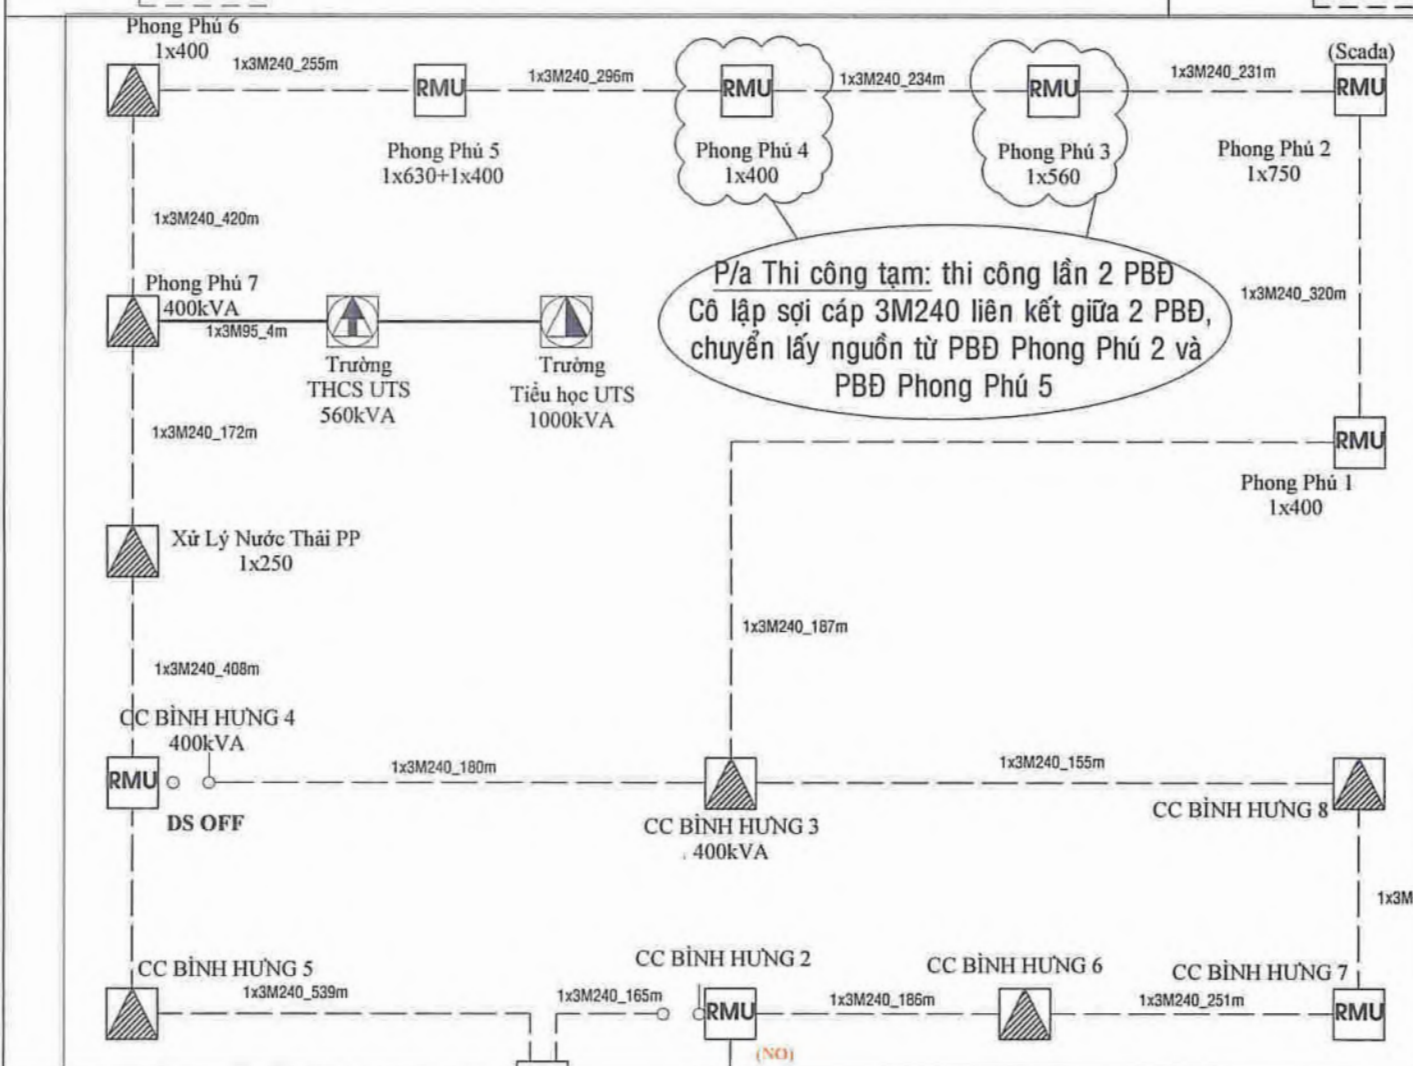 Phong Phú 6
1x400
(Scada)
1x3M240_255m
1x3M240_296m
1x3M240_234m
1x3M240_231m
RMU
RMU
RMU
RMU
Phong Phú 5
1x630+1x400
Phong Phú 4
1x400
Phong Phú 3
1x560
Phong Phú 2
1x750
1x3M240_420m
P/a Thi công tạm: thi công lần 2 PBĐ
Cô lập sợi cáp 3M240 liên kết giữa 2 PBĐ,
chuyển lấy nguồn từ PBĐ Phong Phú 2 và
PBĐ Phong Phú 5
1x3M240_320m
Phong Phú 7
400kVA
1x3M95_4m
Trường
THCS UTS
560kVA
Trường
Tiểu học UTS
1000kVA
1x3M240_172m
RMU
Phong Phú 1
1x400
Xử Lý Nước Thải PP
1x250
1x3M240_187m
1x3M240_408m
CC BÌNH HƯNG 4
400kVA
RMU
DS OFF
1x3M240_180m
1x3M240_155m
CC BÌNH HƯNG 3
400kVA
CC BÌNH HƯNG 8
1x3M
CC BÌNH HƯNG 5
1x3M240_539m
CC BÌNH HƯNG 2
1x3M240_165m
RMU
(NO)
1x3M240_186m
CC BÌNH HƯNG 6
1x3M240_251m
CC BÌNH HƯNG 7
RMU